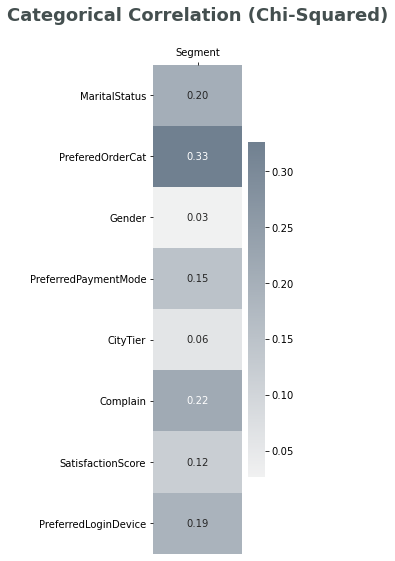 Categorical Correlation (Chi-Squared)
Segment
MaritalStatus 0.20
PreferedOrderCat 0.33
Gender 0.03
PreferredPaymentMode 0.15
CityTier 0.06
Complain 0.22
SatisfactionScore 0.12
PreferredLoginDevice 0.19
0.30
0.25
0.20
0.15
0.10
0.05